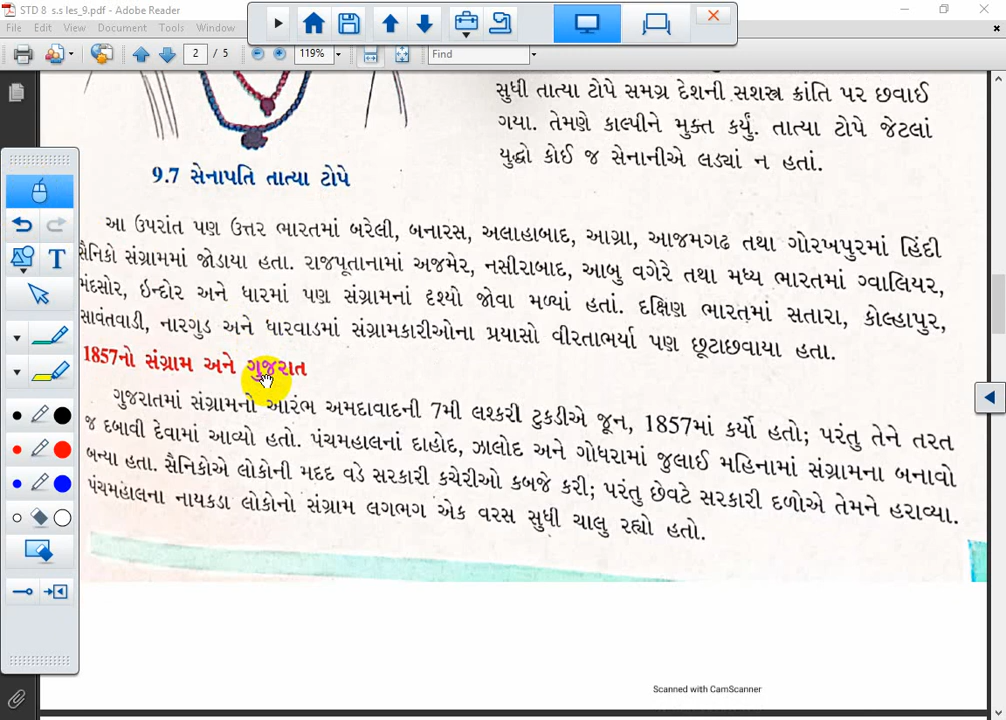 STD 8 s.s les_9.pdf - Adobe Reader
File Edit View Document Tools Window
2 / 5 119% Find
સુધી તાત્યા ટોપે સમગ્ર દેશની સશસ્ત્ર ક્રાંતિ પર છવાઈ
ગયા. તેમણે કાલ્પીને મુક્ત કર્યું. તાત્યા ટોપે જેટલાં
યુદ્ધો કોઈ જ સેનાનીએ લડ્યાં ન હતાં.
9.7 સેનાપતિ તાત્યા ટોપે
આ ઉપરાંત પણ ઉત્તર ભારતમાં બરેલી, બનારસ, અલાહાબાદ, આગ્રા, આજમગઢ તથા ગોરખપુરમાં હિંદી
સૈનિકો સંગ્રામમાં જોડાયા હતા. રાજપૂતાનામાં અજમેર, નસીરાબાદ, આબુ વગેરે તથા મધ્ય ભારતમાં ગ્વાલિયર,
મંદસોર, ઇન્દોર અને ધારમાં પણ સંગ્રામનાં દૃશ્યો જોવા મળ્યાં હતાં. દક્ષિણ ભારતમાં સતારા, કોલ્હાપુર,
સાવંતવાડી, નારગુડ અને ધારવાડમાં સંગ્રામકારીઓના પ્રયાસો વીરતાભર્યા પણ છૂટાછવાયા હતા.
1857નો સંગ્રામ અને ગુજરાત
ગુજરાતમાં સંગ્રામનો આરંભ અમદાવાદની 7મી લશ્કરી ટુકડીએ જૂન, 1857માં કર્યો હતો; પરંતુ તેને તરત
જ દબાવી દેવામાં આવ્યો હતો. પંચમહાલનાં દાહોદ, ઝાલોદ અને ગોધરામાં જુલાઈ મહિનામાં સંગ્રામના બનાવો
બન્યા હતા. સૈનિકોએ લોકોની મદદ વડે સરકારી કચેરીઓ કબજે કરી; પરંતુ છેવટે સરકારી દળોએ તેમને હરાવ્યા.
પંચમહાલના નાયકડા લોકોનો સંગ્રામ લગભગ એક વરસ સુધી ચાલુ રહ્યો હતો.
Scanned with CamScanner